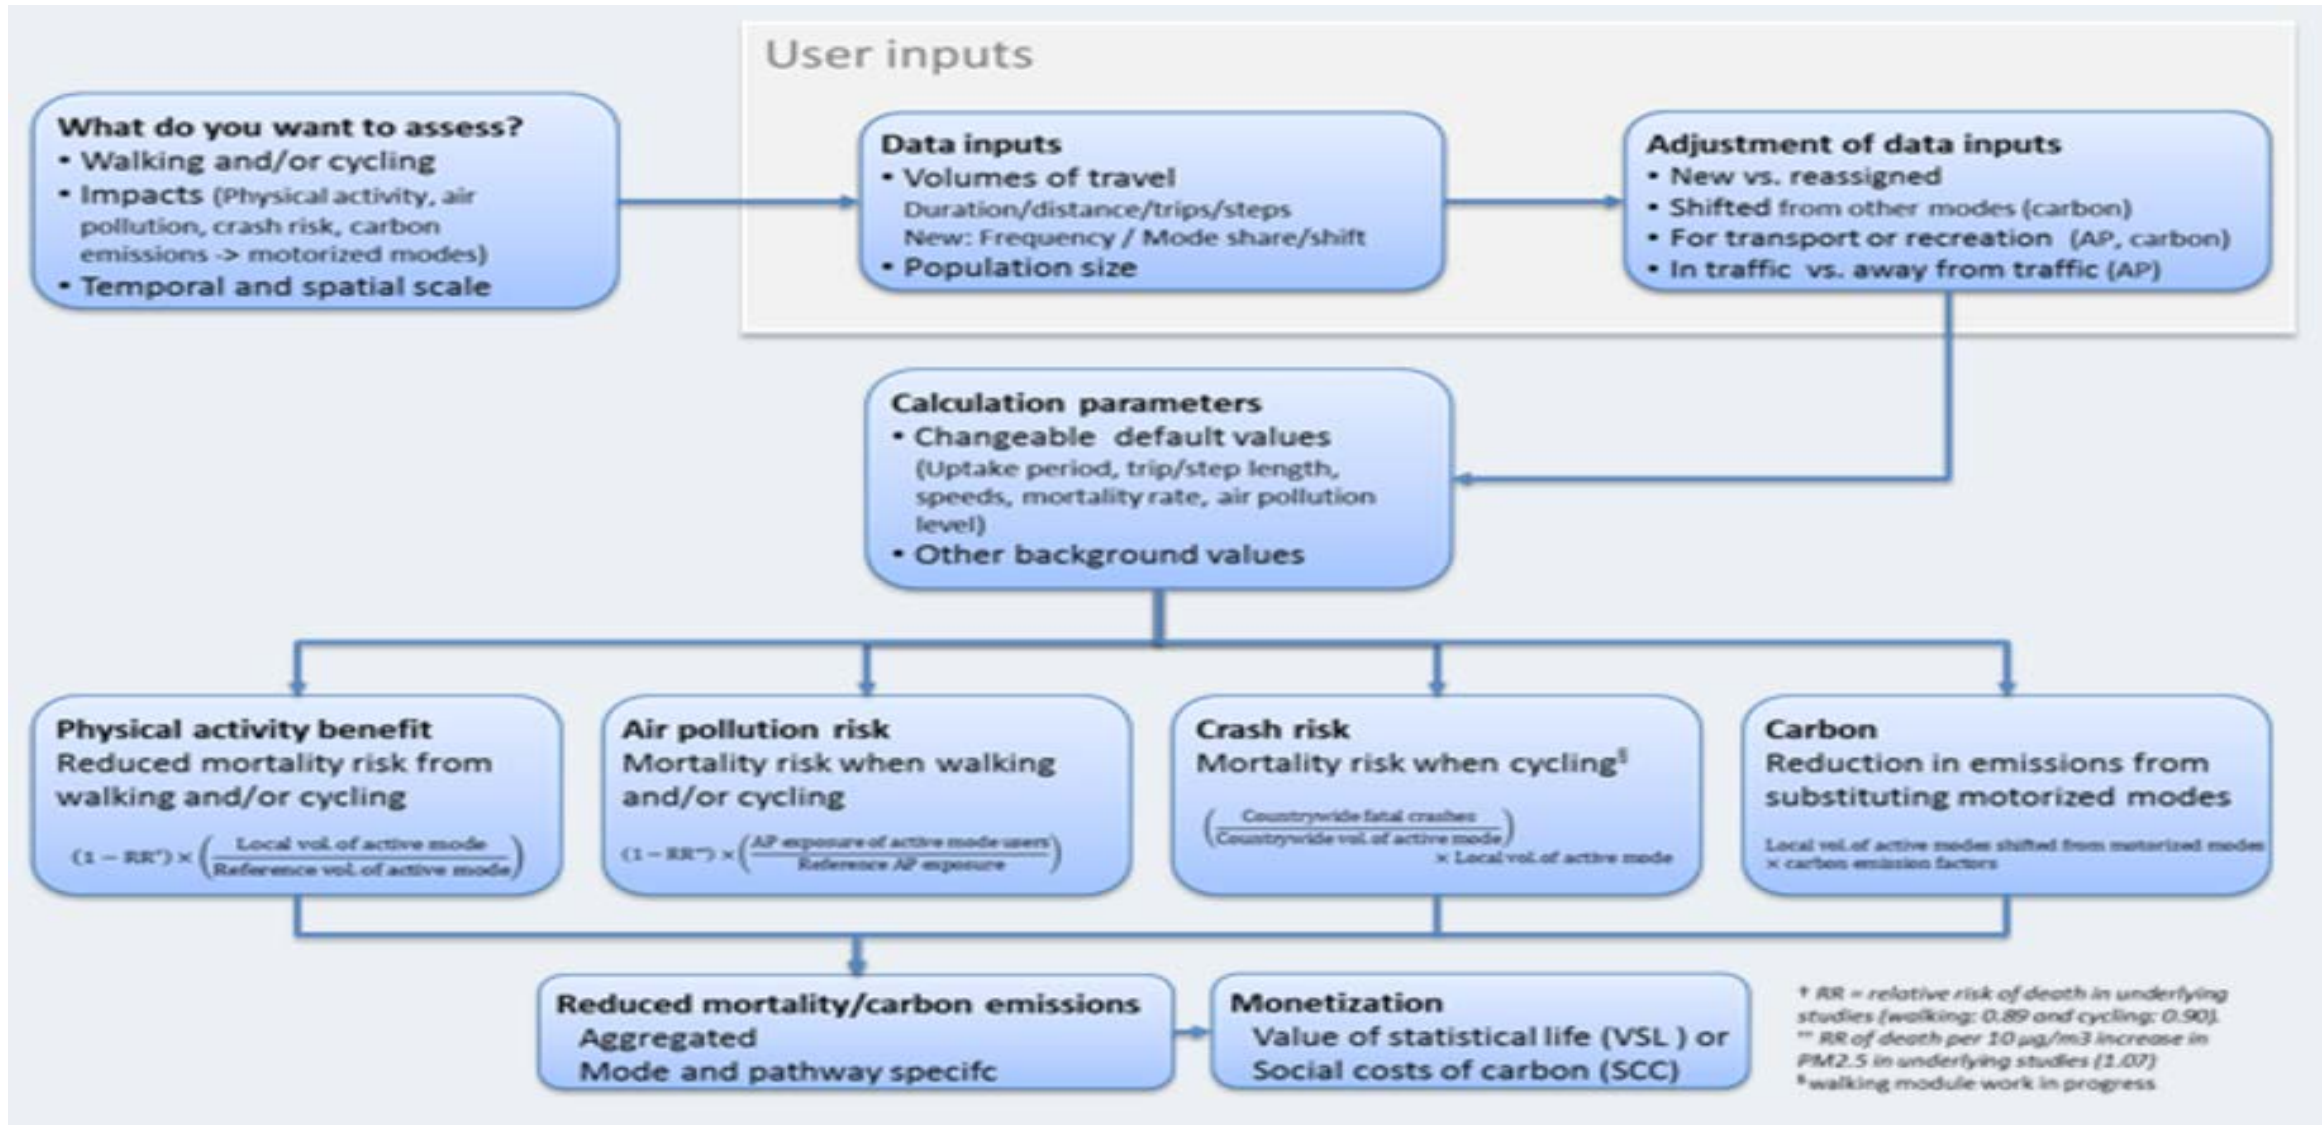 User inputs
What do you want to assess?
• Walking and/or cycling
• Impacts (Physical activity, air
pollution, crash risk, carbon
emissions -> motorized modes)
• Temporal and spatial scale
Data inputs
• Volumes of travel
Duration/distance/trips/steps
New: Frequency / Mode share/shift
• Population size
Adjustment of data inputs
• New vs. reassigned
• Shifted from other modes (carbon)
• For transport or recreation (AP, carbon)
• In traffic vs. away from traffic (AP)
Calculation parameters
• Changeable default values
(Uptake period, trip/step length,
speeds, mortality rate, air pollution
level)
• Other background values
Physical activity benefit
Reduced mortality risk from
walking and/or cycling
(1 − RR*) × (Local vol. of active mode
Reference vol. of active mode)
Air pollution risk
Mortality risk when walking
and/or cycling
(1 − RR**) × (AP exposure of active mode users
Reference AP exposure)
Crash risk
Mortality risk when cycling§
(Countrywide fatal crashes
Countrywide vol. of active mode)
× Local vol. of active mode
Carbon
Reduction in emissions from
substituting motorized modes
Local vol. of active modes shifted from motorized modes
× carbon emission factors
Reduced mortality/carbon emissions
Aggregated
Mode and pathway specifc
Monetization
Value of statistical life (VSL ) or
Social costs of carbon (SCC)
* RR = relative risk of death in underlying
studies (walking: 0.89 and cycling: 0.90).
** RR of death per 10 µg/m3 increase in
PM2.5 in underlying studies (1.07)
§ walking module work in progress